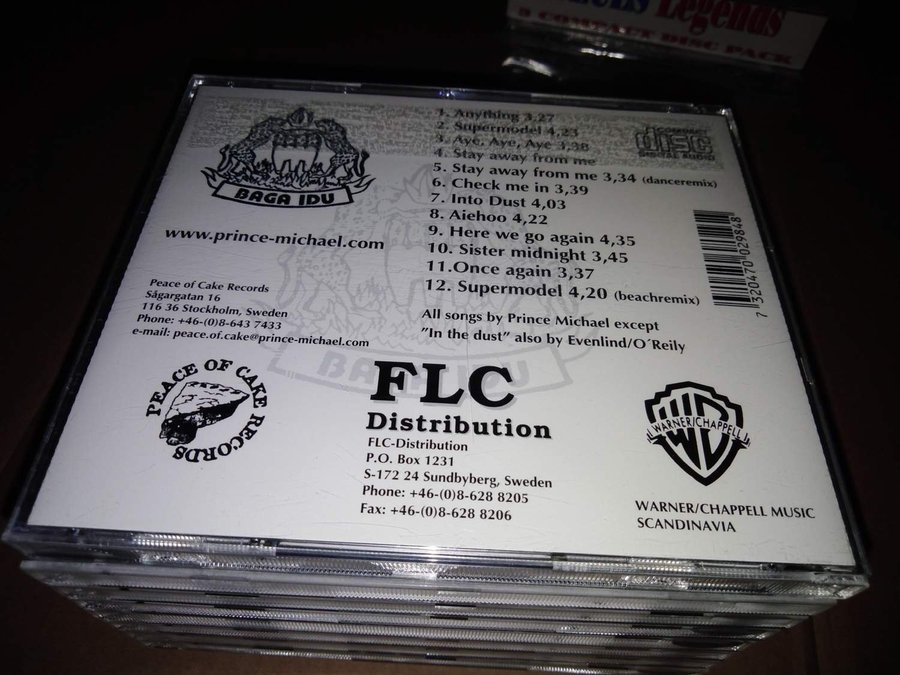 Legends
3 COMPACT DISC PACK
BAGA IDU
www.prince-michael.com
Peace of Cake Records
Sågargatan 16
116 36 Stockholm, Sweden
Phone: +46-(0)8-643 7433
e-mail: peace.of.cake@prince-michael.com
PEACE OF CAKE RECORDS
1. Anything 3,27
2. Supermodel 4,23
3. Aye, Aye, Aye 3,38
4. Stay away from me
5. Stay away from me 3,34 (danceremix)
6. Check me in 3,39
7. Into Dust 4,03
8. Aiehoo 4,22
9. Here we go again 4,35
10. Sister midnight 3,45
11.Once again 3,37
12. Supermodel 4,20 (beachremix)
All songs by Prince Michael except
"In the dust" also by Evenlind/O´Reily
COMPACT
disc
DIGITAL AUDIO
7 320470 029848
BAGA IDU
FLC
Distribution
FLC-Distribution
P.O. Box 1231
S-172 24 Sundbyberg, Sweden
Phone: +46-(0)8-628 8205
Fax: +46-(0)8-628 8206
WARNER/CHAPPELL
WARNER/CHAPPELL MUSIC
SCANDINAVIA